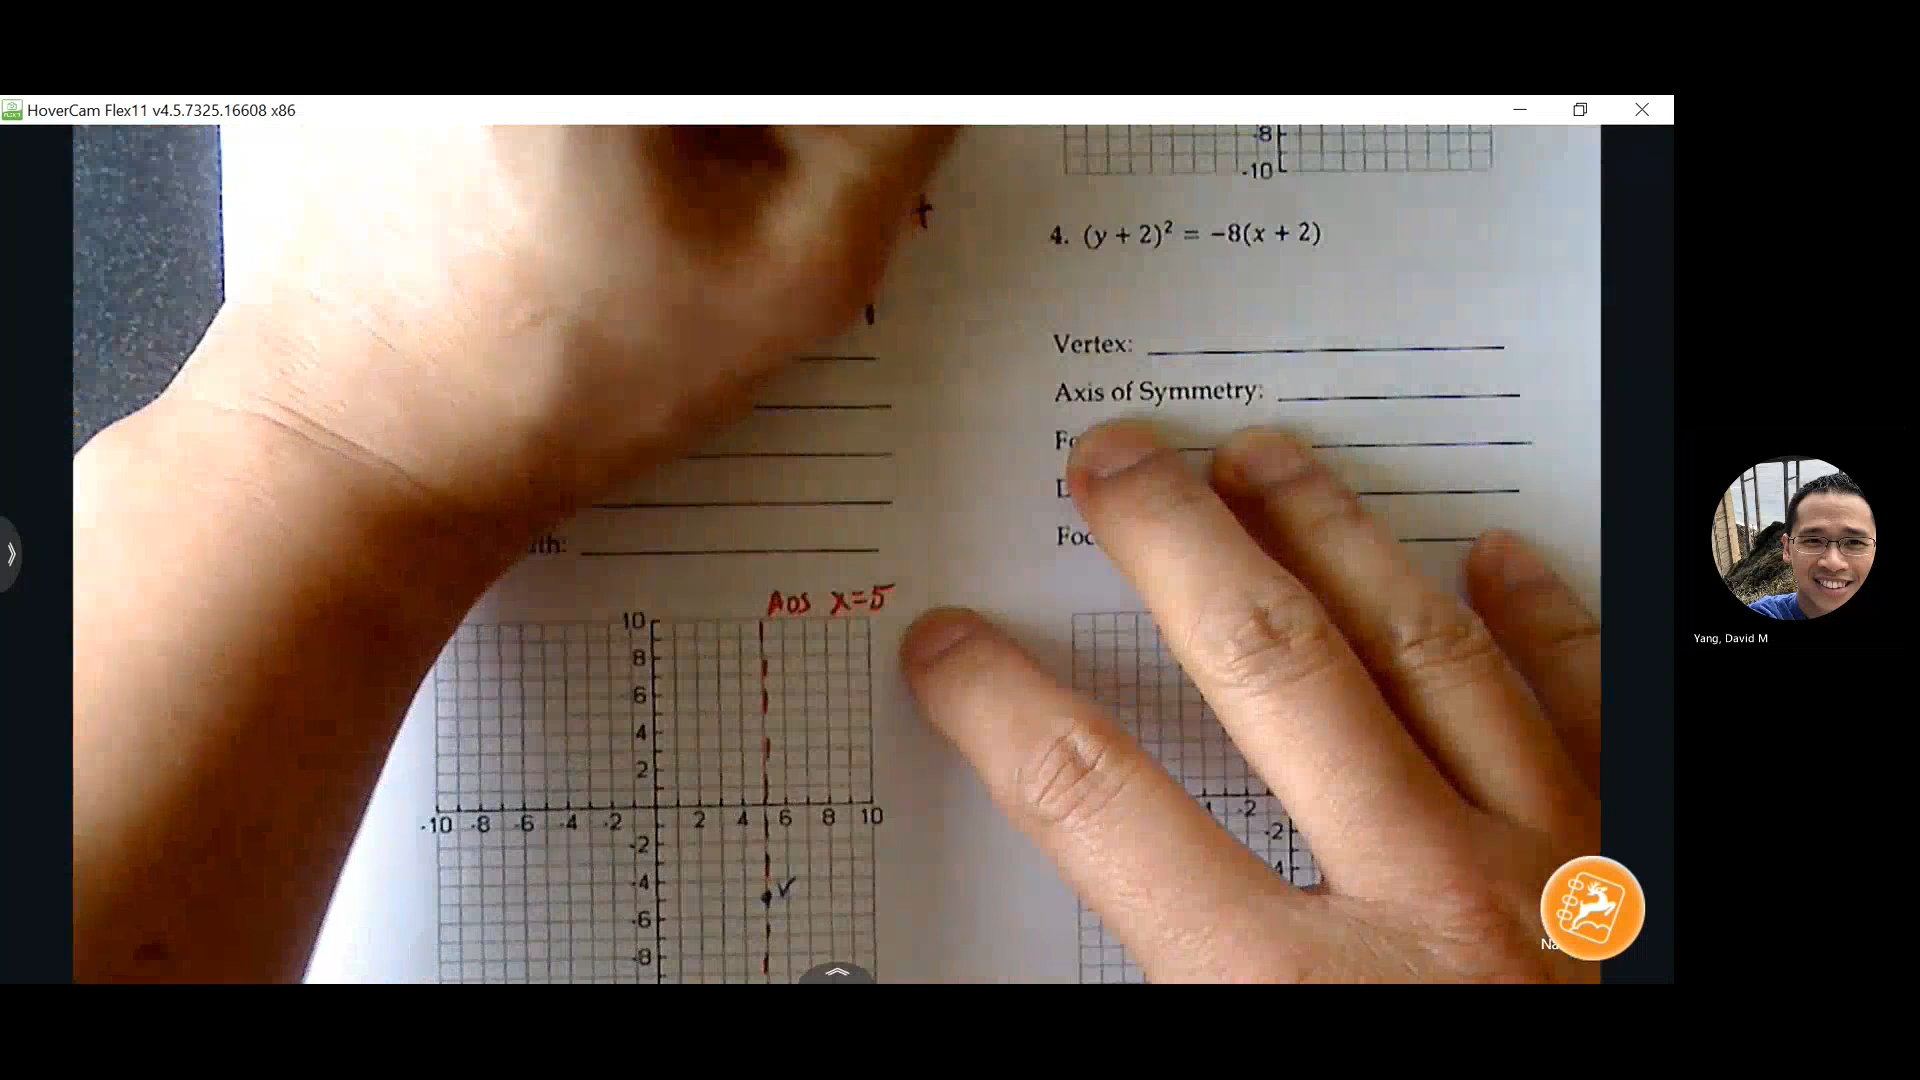 HoverCam Flex11 v4.5.7325.16608 x86
-8
-10
4. (y + 2)² = −8(x + 2)
Vertex:
Axis of Symmetry:
Foc
AOS x=5
10
8
6
4
2
-10 -8 -6 -4 -2 2 4 6 8 10
-2
-4
V
-6
-8
-2
-2
Yang, David M